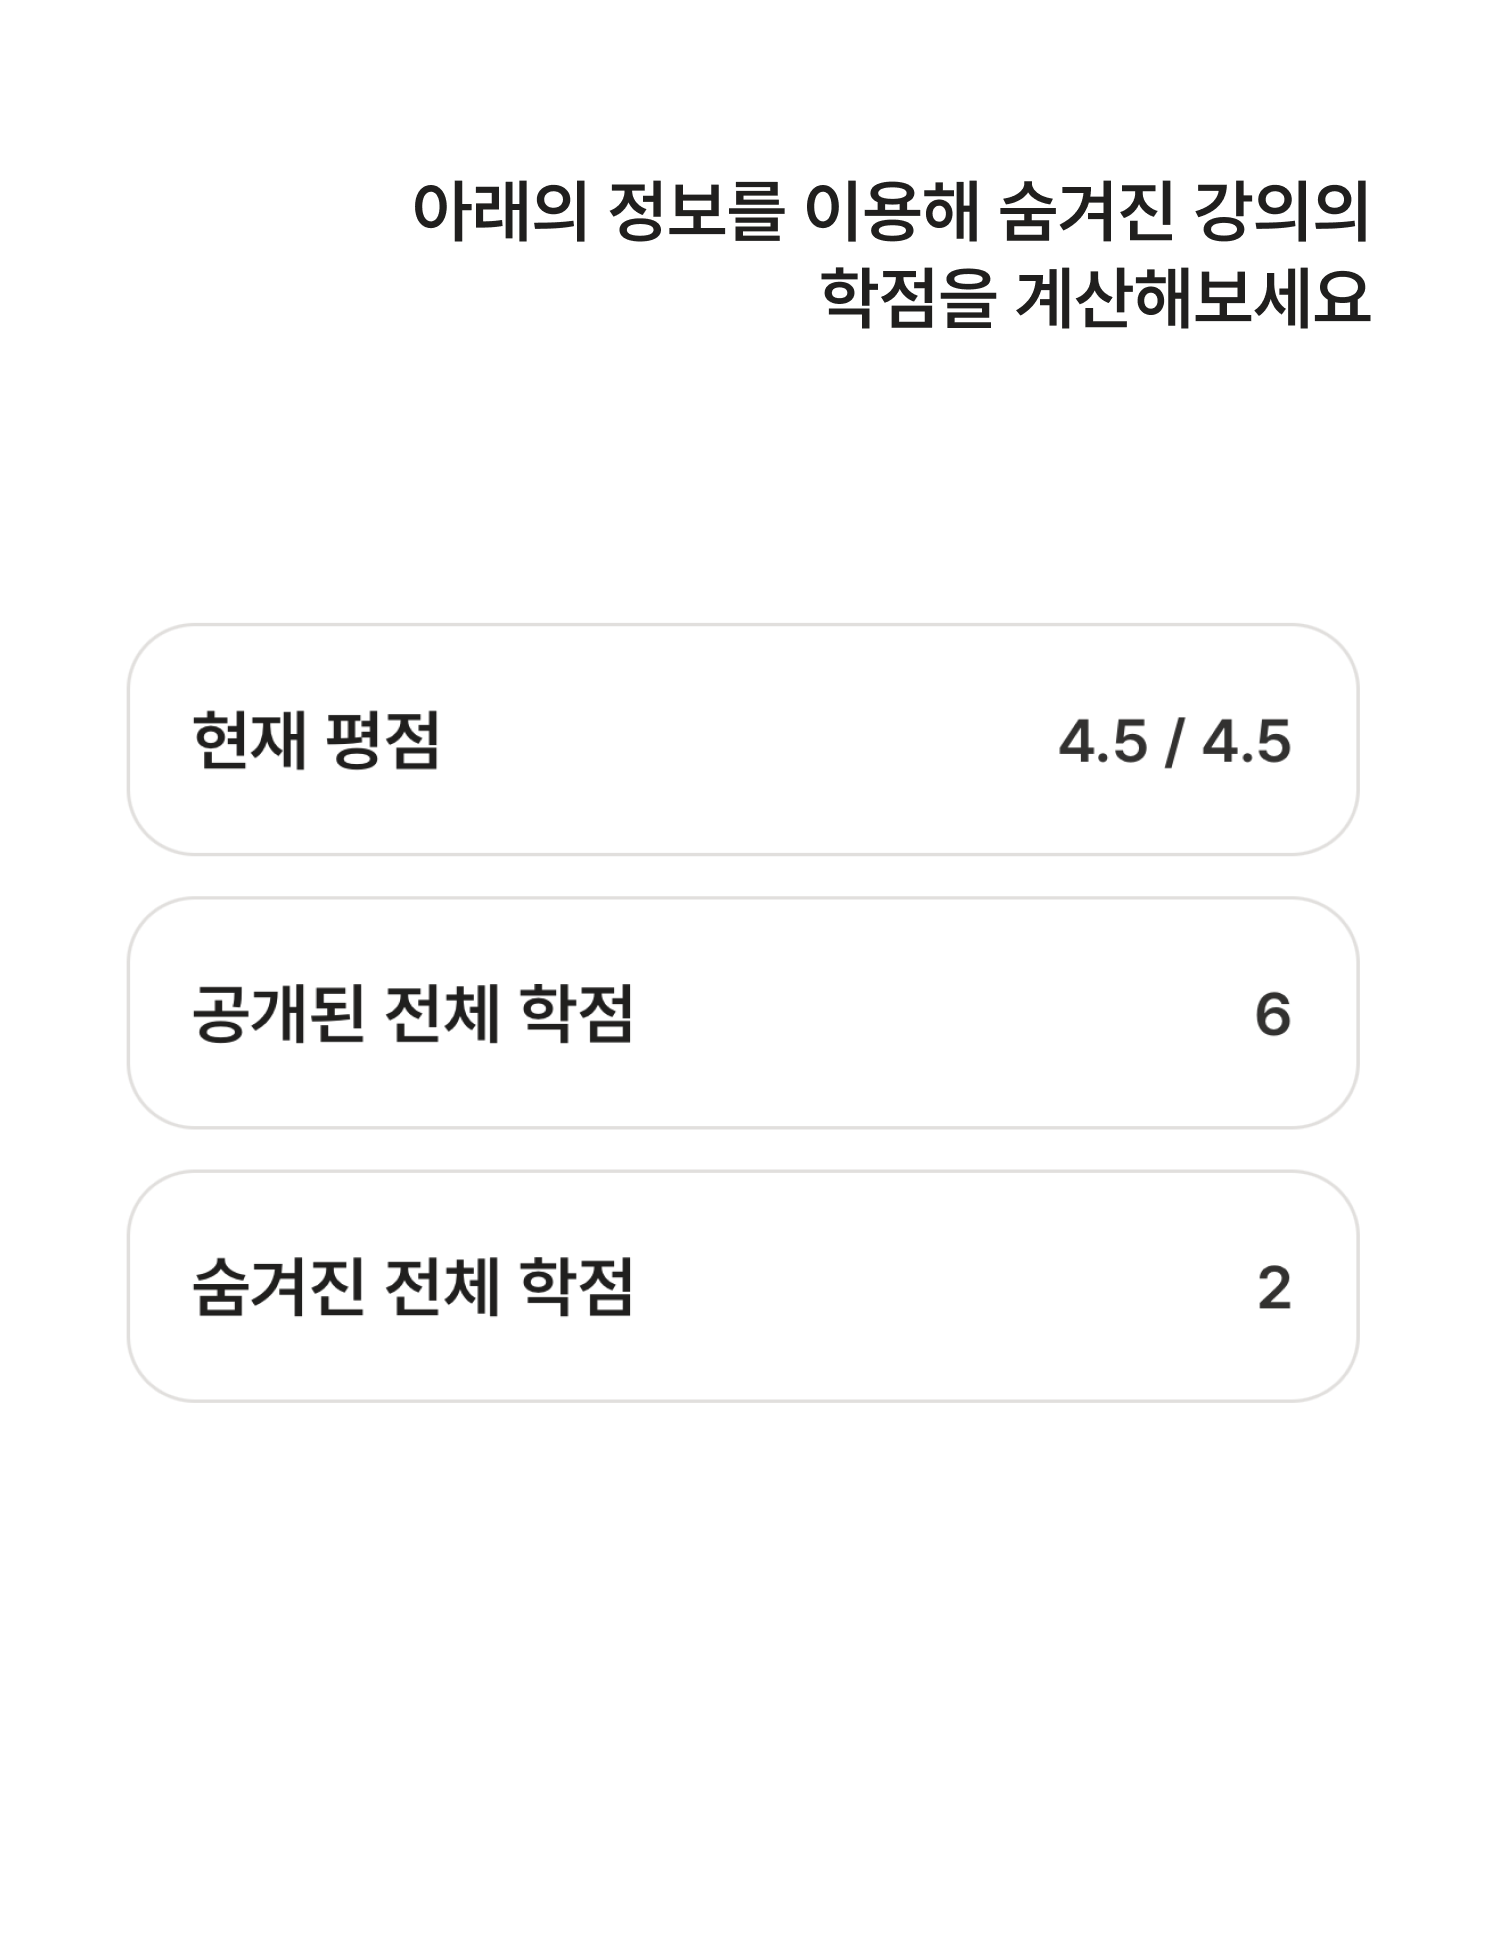 아래의 정보를 이용해 숨겨진 강의의
학점을 계산해보세요
현재 평점 4.5 / 4.5
공개된 전체 학점 6
숨겨진 전체 학점 2